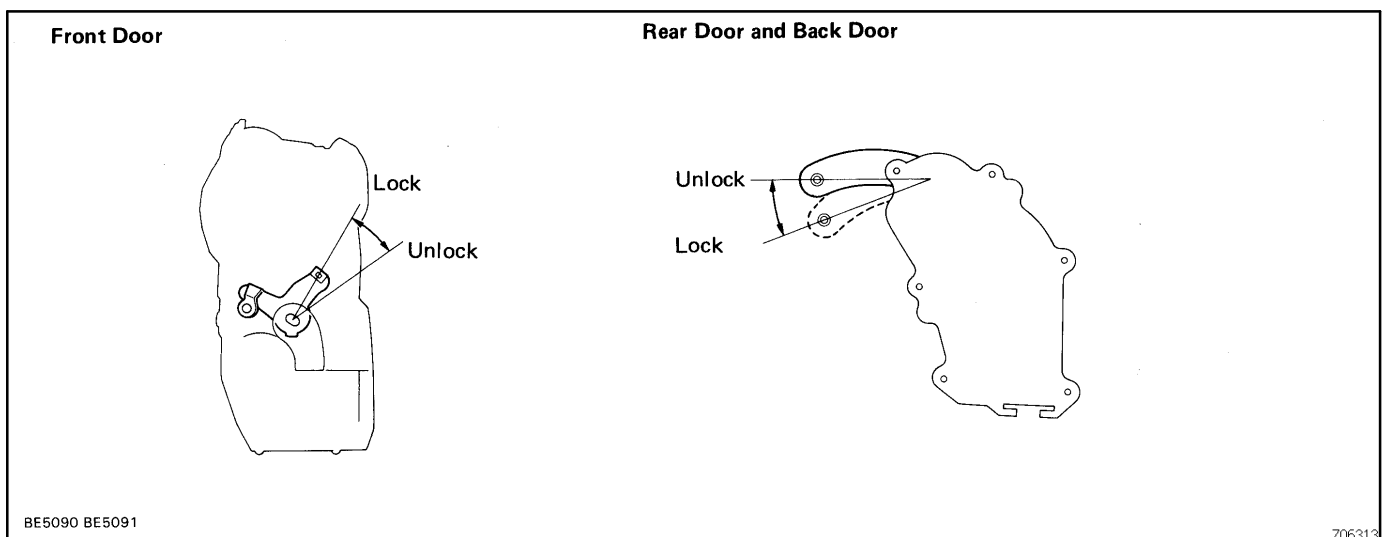 Front Door
Rear Door and Back Door
Lock
Unlock
Unlock
Lock
BE5090 BE5091
Z06313